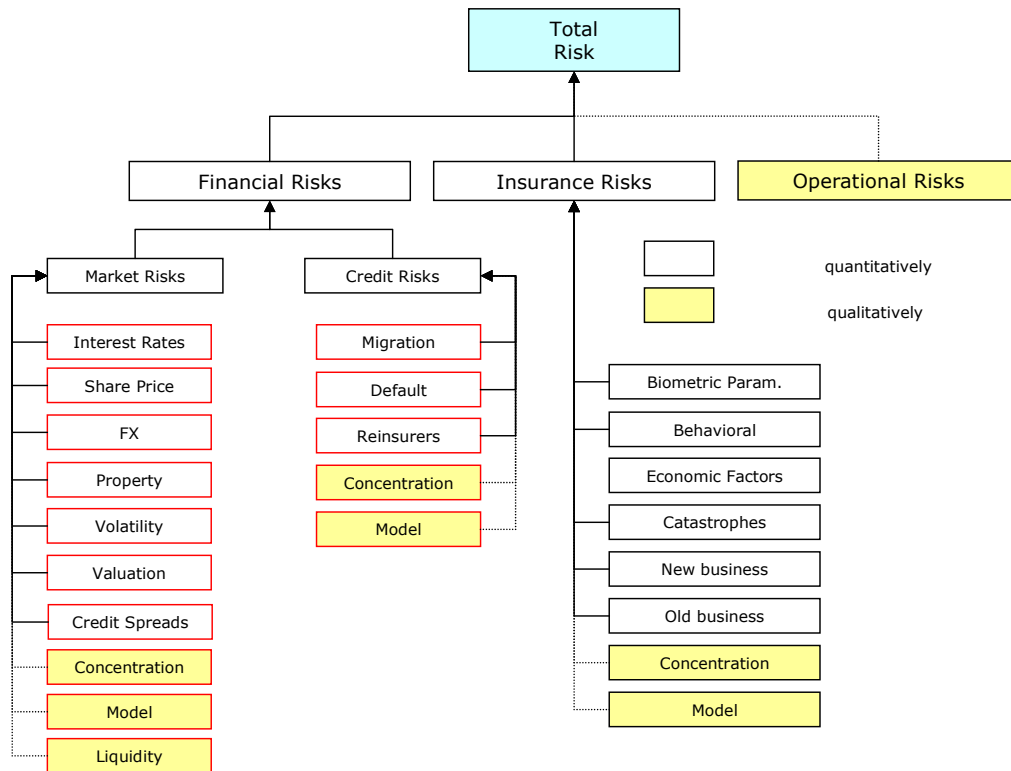 Total
Risk
Financial Risks
Insurance Risks
Operational Risks
Market Risks
Credit Risks
quantitatively
qualitatively
Interest Rates
Share Price
FX
Property
Volatility
Valuation
Credit Spreads
Concentration
Model
Liquidity
Migration
Default
Reinsurers
Concentration
Model
Biometric Param.
Behavioral
Economic Factors
Catastrophes
New business
Old business
Concentration
Model